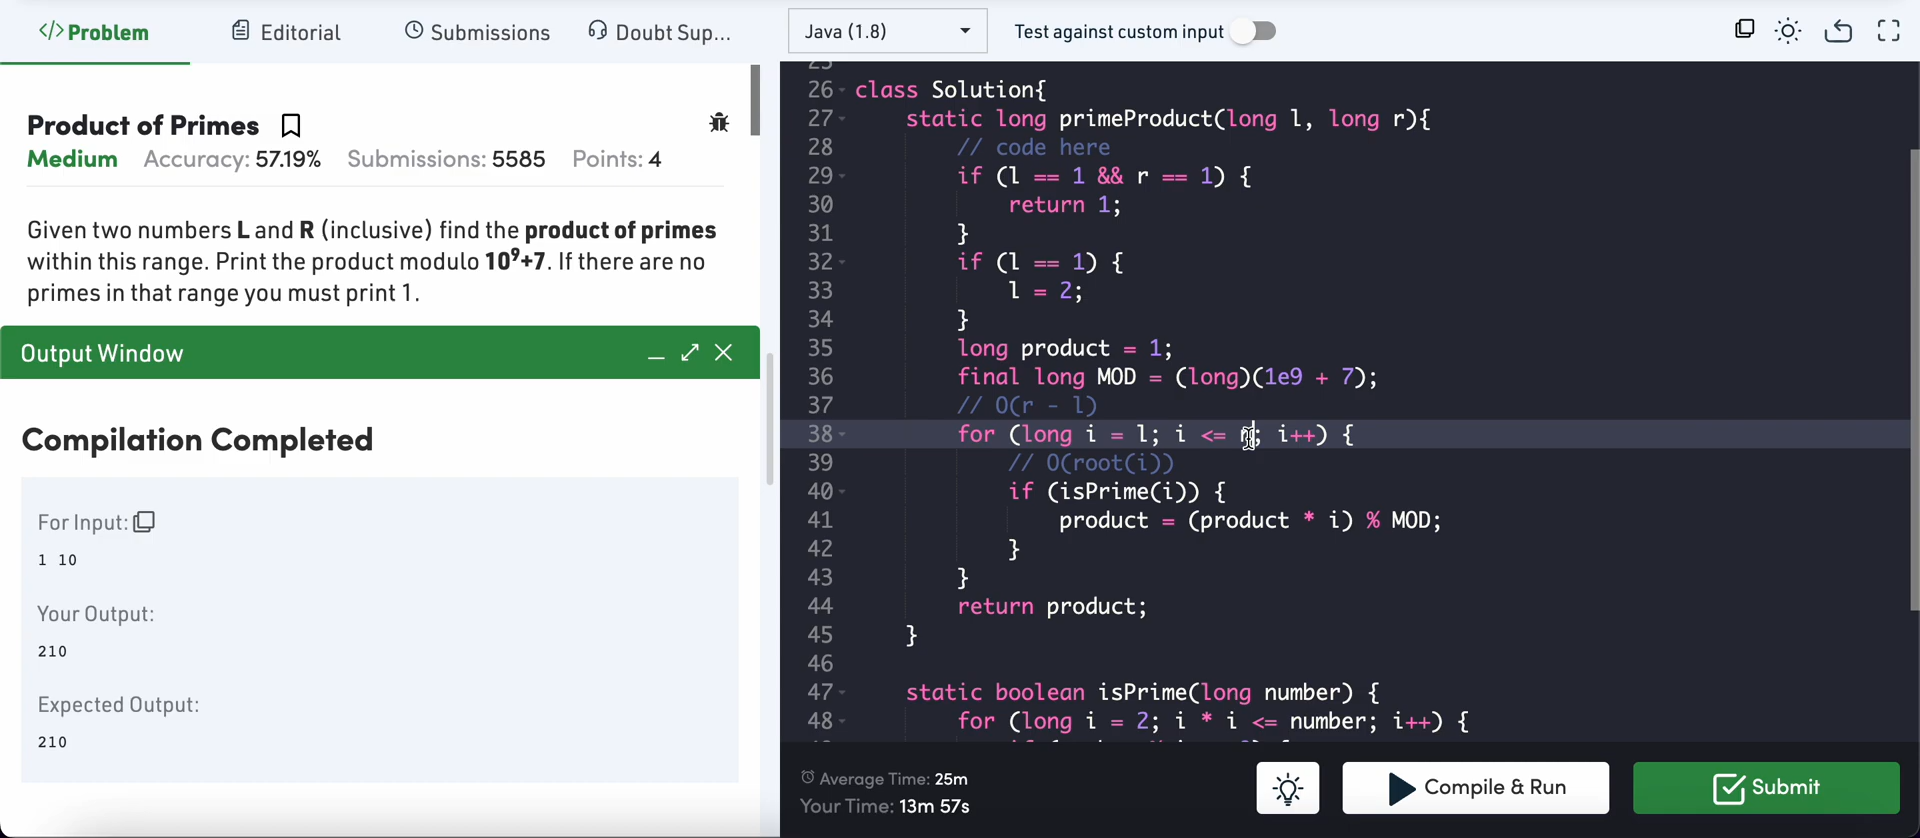 </>Problem
Editorial
Submissions
Doubt Sup...
Java (1.8)
Test against custom input
Product of Primes
Medium Accuracy: 57.19% Submissions: 5585 Points: 4
Given two numbers L and R (inclusive) find the product of primes
within this range. Print the product modulo 10⁹+7. If there are no
primes in that range you must print 1.
Output Window
Compilation Completed
For Input:
1 10
Your Output:
210
Expected Output:
210
25
26 class Solution{
27 static long primeProduct(long l, long r){
28 // code here
29 if (l == 1 && r == 1) {
30 return 1;
31 }
32 if (l == 1) {
33 l = 2;
34 }
35 long product = 1;
36 final long MOD = (long)(1e9 + 7);
37 // O(r - l)
38 for (long i = l; i <= r; i++) {
39 // O(root(i))
40 if (isPrime(i)) {
41 product = (product * i) % MOD;
42 }
43 }
44 return product;
45 }
46
47 static boolean isPrime(long number) {
48 for (long i = 2; i * i <= number; i++) {
Average Time: 25m
Your Time: 13m 57s
Compile & Run
Submit